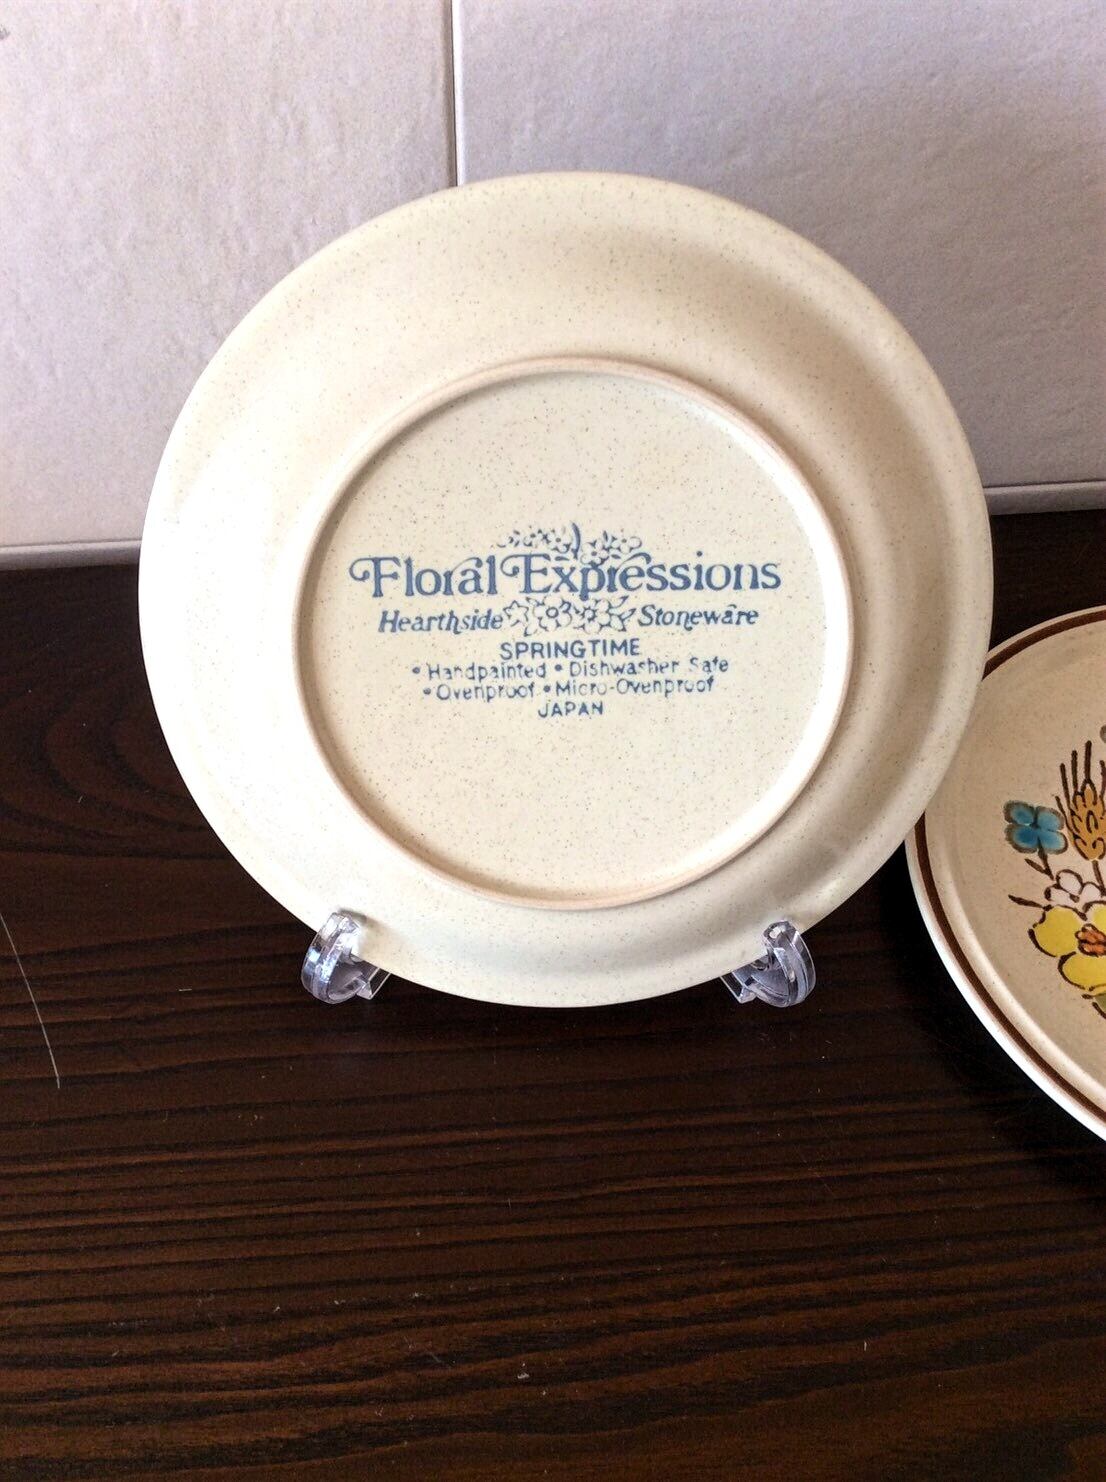 Floral Expressions
Hearthside Stoneware
SPRINGTIME
• Handpainted • Dishwasher Safe
• Ovenproof • Micro-Ovenproof
JAPAN